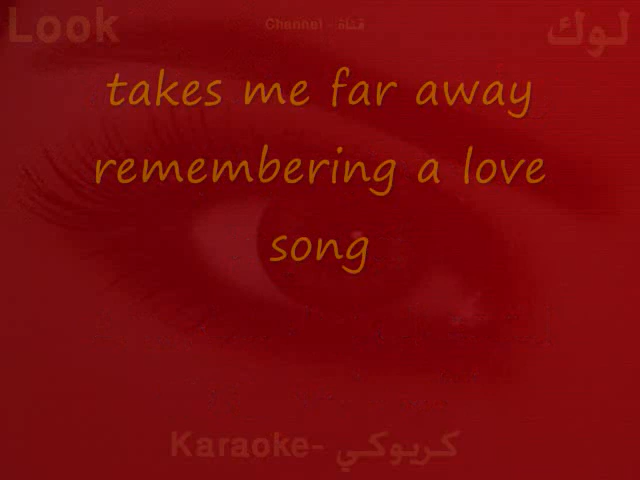 Look
Channel - قناة
لوك
takes me far away
remembering a love
song
Karaoke- كريوكي